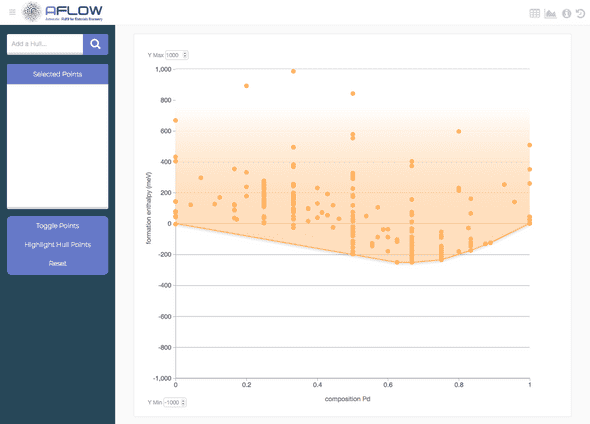 AFLOW
Automatic - FLOW for Materials Discovery
Add a Hull...
Selected Points
Toggle Points
Highlight Hull Points
Reset
Y Max 1000
1,000
800
600
400
200
0
-200
-400
-600
-800
-1,000
formation enthalpy (meV)
0
0.2
0.4
0.6
0.8
1
composition Pd
Y Min -1000